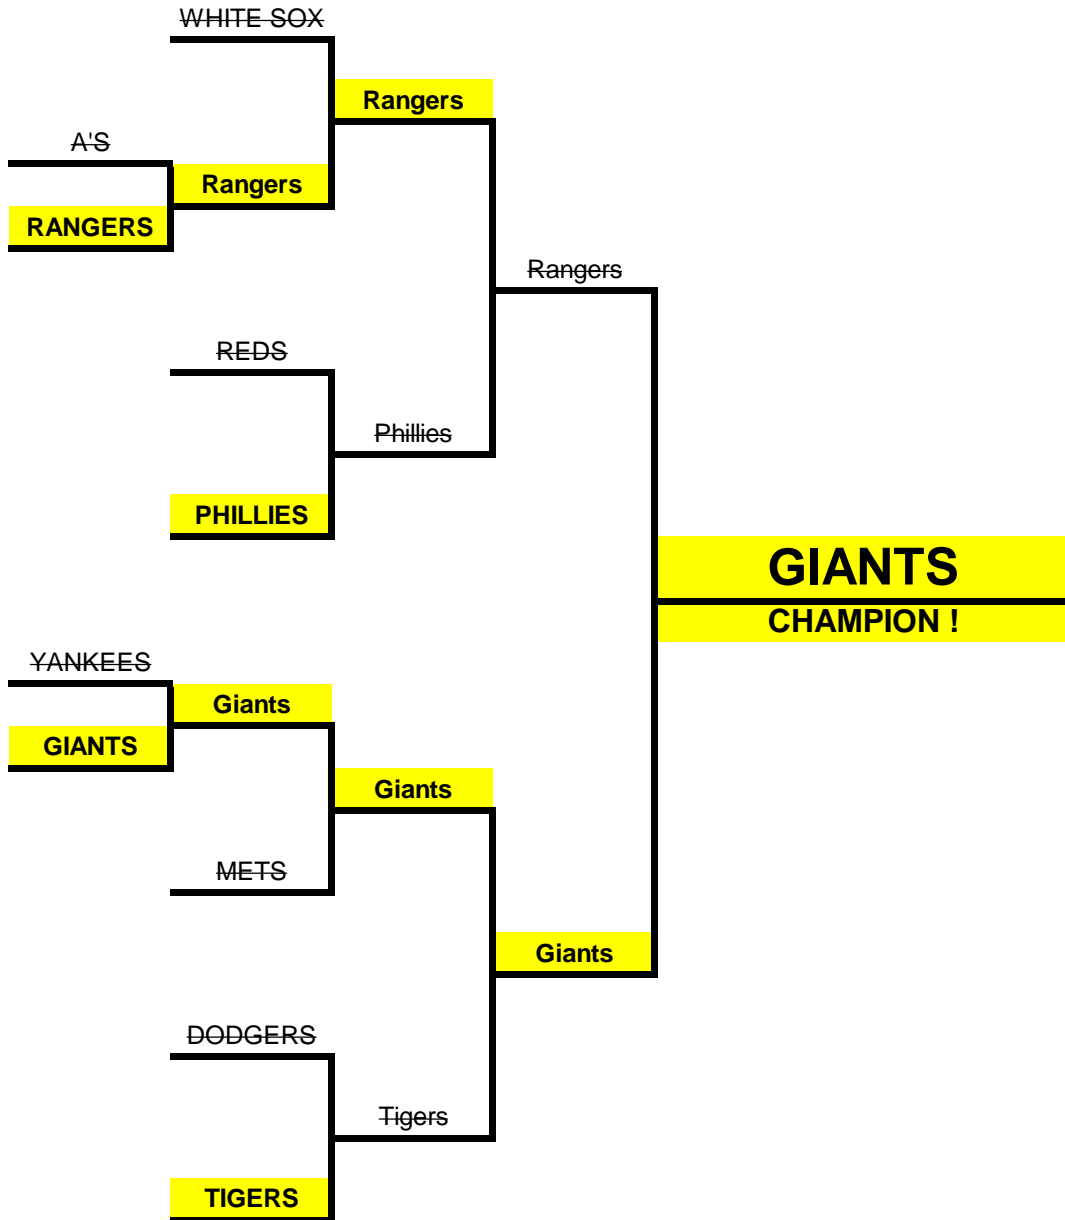 WHITE SOX
Rangers
A'S
Rangers
RANGERS
Rangers
REDS
Phillies
PHILLIES
GIANTS
CHAMPION !
YANKEES
Giants
GIANTS
Giants
METS
Giants
DODGERS
Tigers
TIGERS